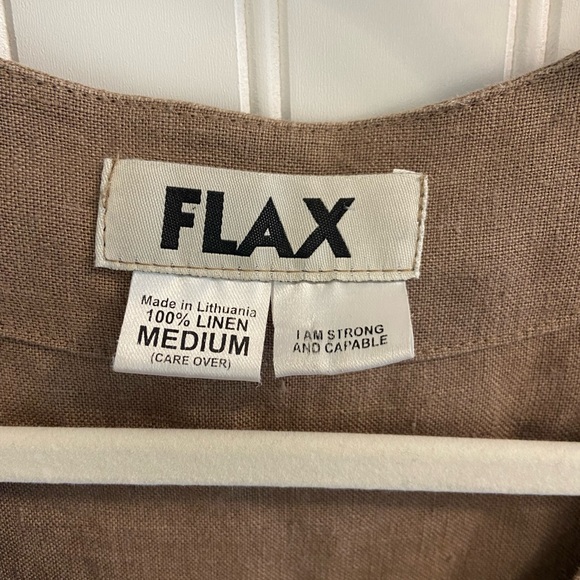 FLAX
Made in Lithuania
100% LINEN
MEDIUM
(CARE OVER)
I AM STRONG
AND CAPABLE